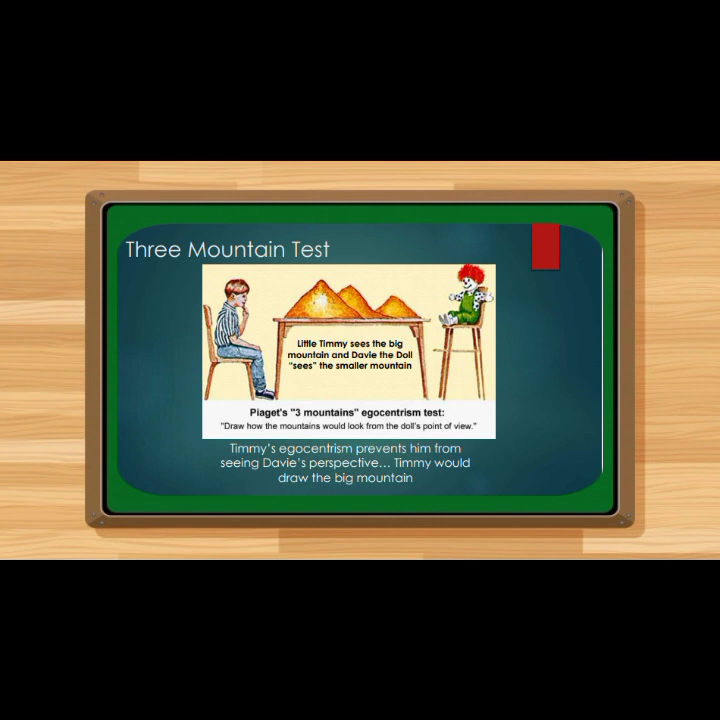 Three Mountain Test
Little Timmy sees the big
mountain and Davie the Doll
"sees" the smaller mountain
Piaget's "3 mountains" egocentrism test:
"Draw how the mountains would look from the doll's point of view."
Timmy's egocentrism prevents him from
seeing Davie's perspective... Timmy would
draw the big mountain